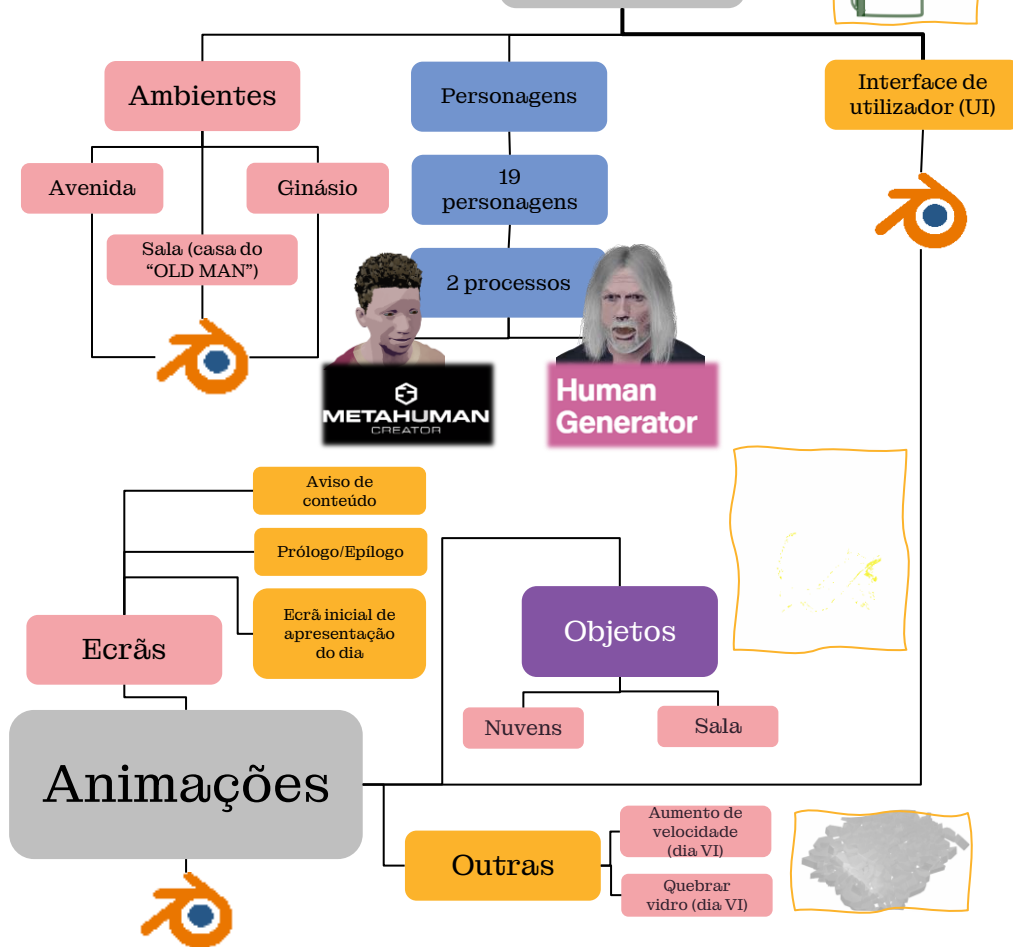 Ambientes
Personagens
Interface de
utilizador (UI)
Avenida
Ginásio
19
personagens
Sala (casa do
“OLD MAN”)
2 processos
METAHUMAN
CREATOR
Human
Generator
Aviso de
conteúdo
Prólogo/Epílogo
Ecrã inicial de
apresentação
do dia
Ecrãs
Objetos
Nuvens
Sala
Animações
Outras
Aumento de
velocidade
(dia VI)
Quebrar
vidro (dia VI)